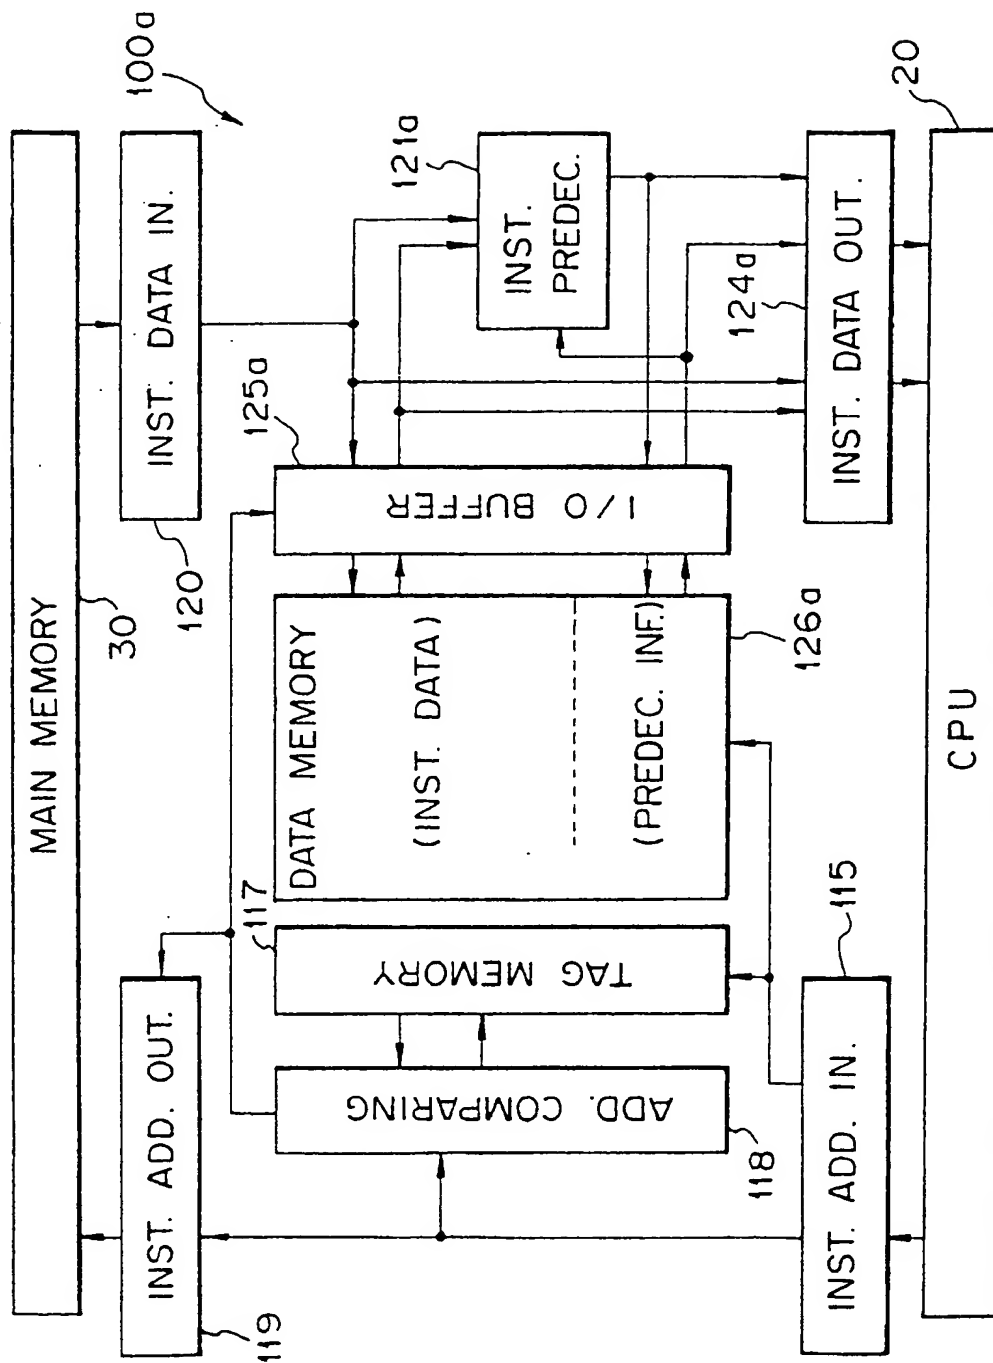 100a
MAIN MEMORY
30
INST. ADD. OUT.
119
INST. DATA IN.
120
117
125a
121a
ADD. COMPARING
118
TAG MEMORY
DATA MEMORY
(INST. DATA)
(PREDEC. INF.)
126a
I/O BUFFER
INST.
PREDEC.
INST. ADD. IN.
115
124a
INST. DATA OUT.
20
CPU